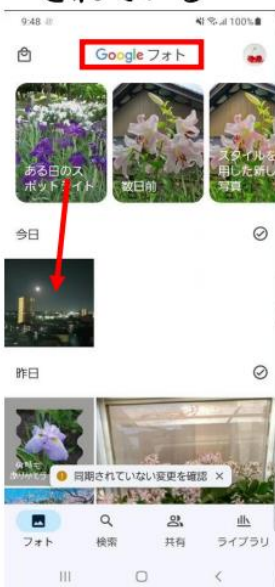 9:48
100%
Google フォト
ある日のス
ポットライト
数日前
スタイルを
用した新し
写真
今日
昨日
同期されていない変更を確認 ×
フォト
検索
共有
ライブラリ